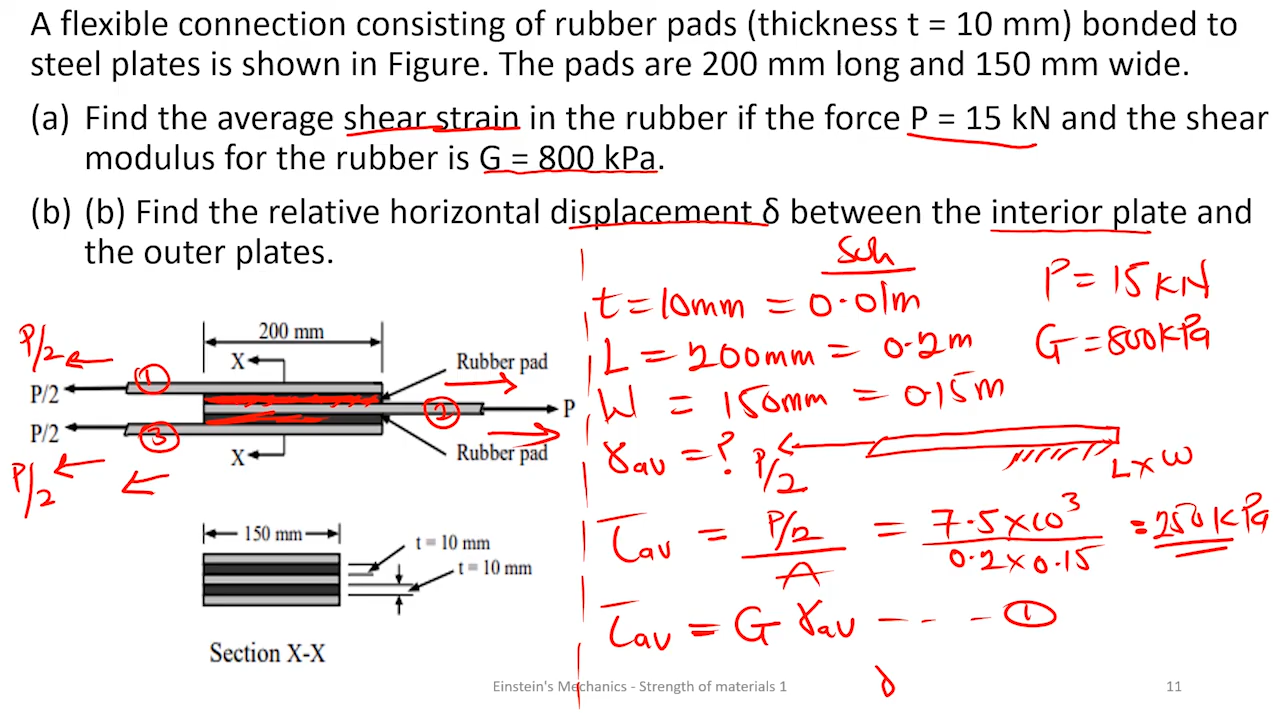 A flexible connection consisting of rubber pads (thickness t = 10 mm) bonded to
steel plates is shown in Figure. The pads are 200 mm long and 150 mm wide.
(a) Find the average shear strain in the rubber if the force P = 15 kN and the shear
modulus for the rubber is G = 800 kPa.
(b) (b) Find the relative horizontal displacement δ between the interior plate and
the outer plates.
Soln
t = 10mm = 0.01m
P = 15 kN
L = 200mm = 0.2m
G = 800kPa
W = 150mm = 0.15m
γav = ?
P/2
L x W
τav = P/2 / A = 7.5 x 10³ / 0.2 x 0.15 = 250 kPa
τav = G γav - - - - ①
γ
200 mm
P/2
X
Rubber pad
①
P/2
②
P
P/2
③
X
Rubber pad
P/2
150 mm
t = 10 mm
t = 10 mm
Section X-X
Einstein's Mechanics - Strength of materials 1
11